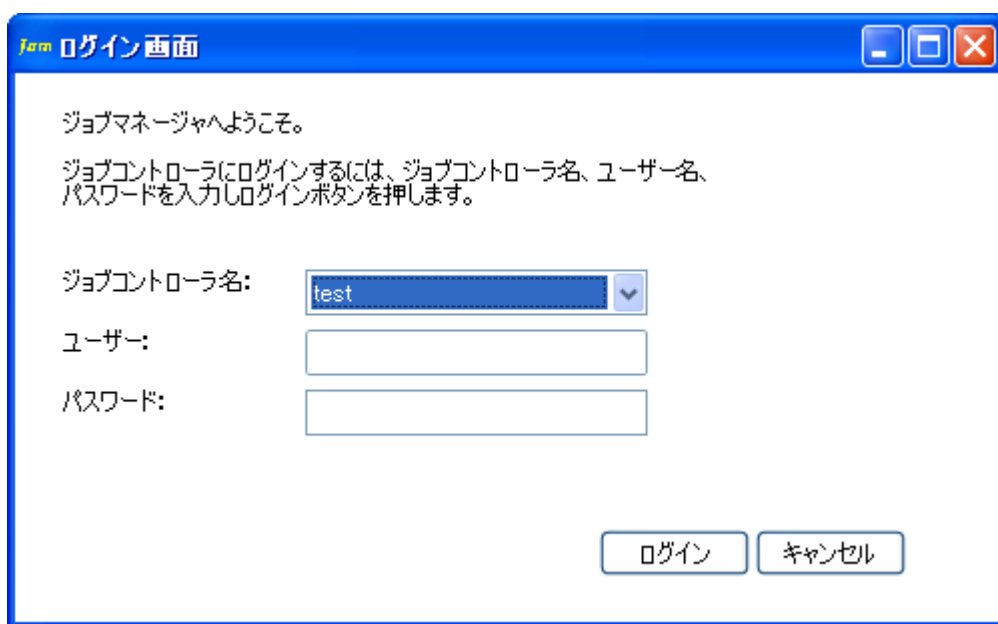 Jam ログイン画面
ジョブマネージャへようこそ。
ジョブコントローラにログインするには、ジョブコントローラ名、ユーザー名、
パスワードを入力しログインボタンを押します。
ジョブコントローラ名: test
ユーザー:
パスワード:
ログイン キャンセル